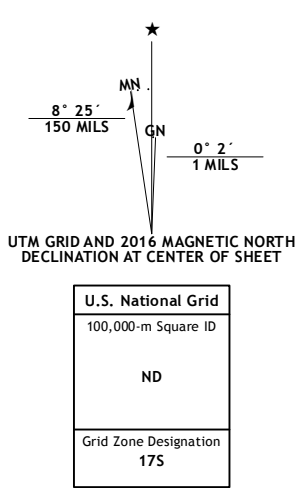 MN
8° 25´
150 MILS
GN
0° 2´
1 MILS
UTM GRID AND 2016 MAGNETIC NORTH
DECLINATION AT CENTER OF SHEET
U.S. National Grid
100,000-m Square ID
ND
Grid Zone Designation
17S